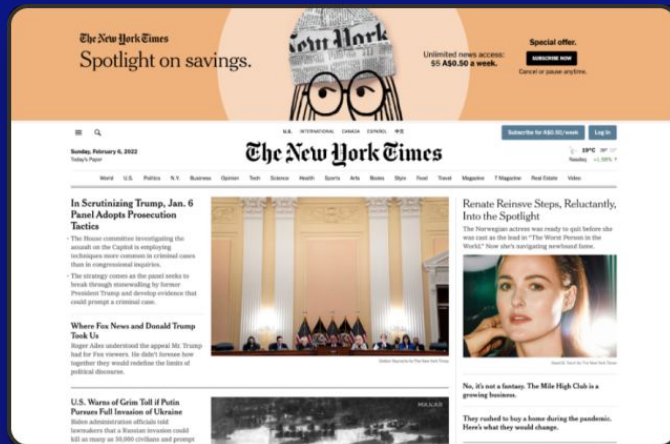 The New York Times
Spotlight on savings.
New York
Unlimited news access:
$5 A$0.50 a week.
Special offer.
SUBSCRIBE NOW
Cancel or pause anytime.
U.S. INTERNATIONAL CANADA ESPAÑOL 中文
Subscribe for A$0.50/week Log in
Sunday, February 6, 2022
Today's Paper
The New York Times
19°C
Nasdaq +1.58% ↑
World U.S. Politics N.Y. Business Opinion Tech Science Health Sports Arts Books Style Food Travel Magazine T Magazine Real Estate Video
In Scrutinizing Trump, Jan. 6
Panel Adopts Prosecution
Tactics
• The House committee investigating the
assault on the Capitol is employing
techniques more common in criminal cases
than in congressional inquiries.
• The strategy comes as the panel seeks to
break through stonewalling by former
President Trump and develop evidence that
could prompt a criminal case.
Where Fox News and Donald Trump
Took Us
Roger Ailes understood the appeal Mr. Trump
had for Fox viewers. He didn't foresee how
together they would redefine the limits of
political discourse.
U.S. Warns of Grim Toll if Putin
Pursues Full Invasion of Ukraine
Biden administration officials told
lawmakers that a Russian invasion could
kill as many as 50,000 civilians and prompt
MAXAR
Renate Reinsve Steps, Reluctantly,
Into the Spotlight
The Norwegian actress was ready to quit before she
was cast as the lead in "The Worst Person in the
World." Now she's navigating newfound fame.
No, it's not a fantasy. The Mile High Club is a
growing business.
They rushed to buy a home during the pandemic.
Here's what they would change.